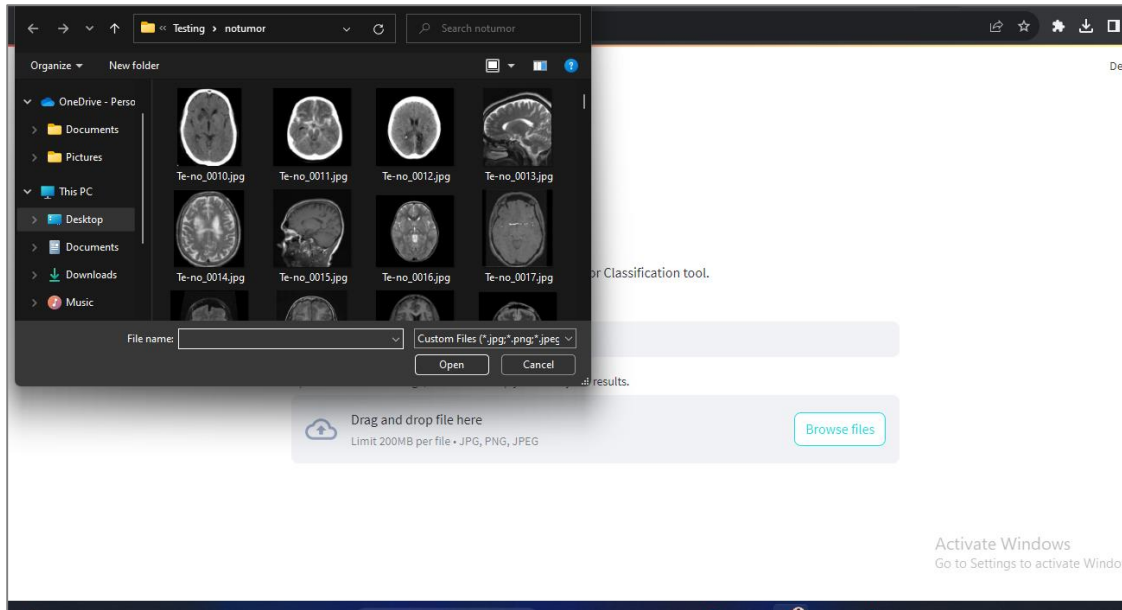 « Testing › notumor
Search notumor
Organize
New folder
De
OneDrive - Perso
Documents
Pictures
This PC
Desktop
Documents
Downloads
Music
Te-no_0010.jpg
Te-no_0011.jpg
Te-no_0012.jpg
Te-no_0013.jpg
Te-no_0014.jpg
Te-no_0015.jpg
Te-no_0016.jpg
Te-no_0017.jpg
File name:
Custom Files (*.jpg;*.png;*.jpeg
Open
Cancel
or Classification tool.
results.
Drag and drop file here
Limit 200MB per file • JPG, PNG, JPEG
Browse files
Activate Windows
Go to Settings to activate Windo